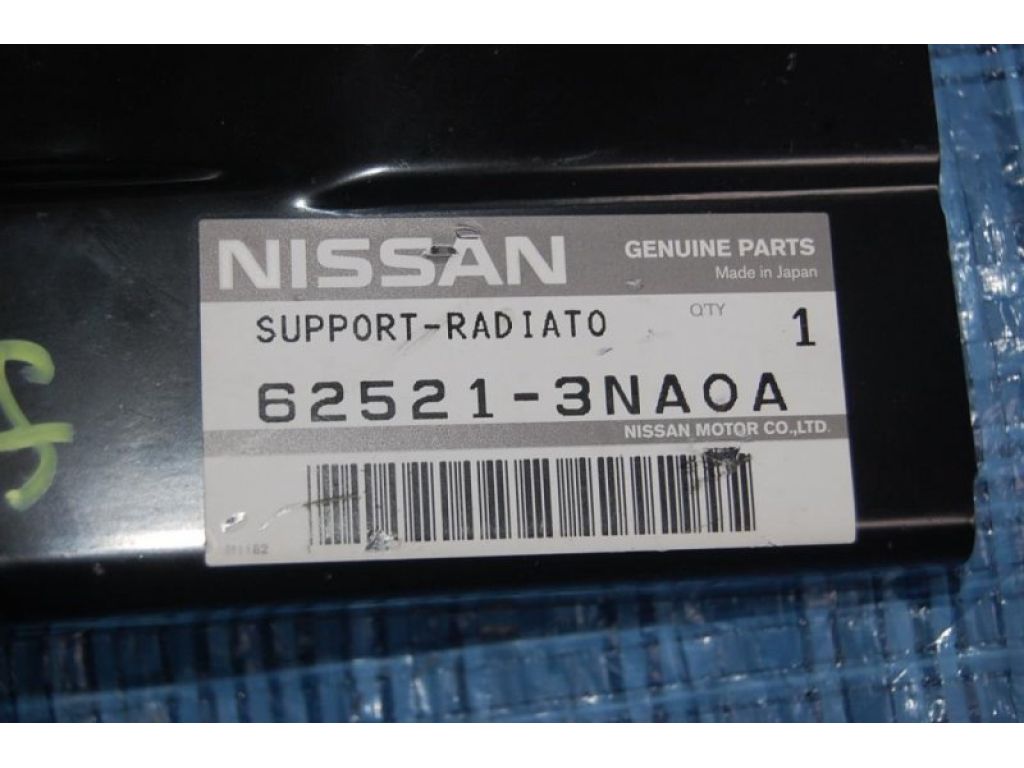 NISSAN
GENUINE PARTS
Made in Japan
SUPPORT-RADIATO
Q'TY
1
62521-3NA0A
NISSAN MOTOR CO.,LTD.